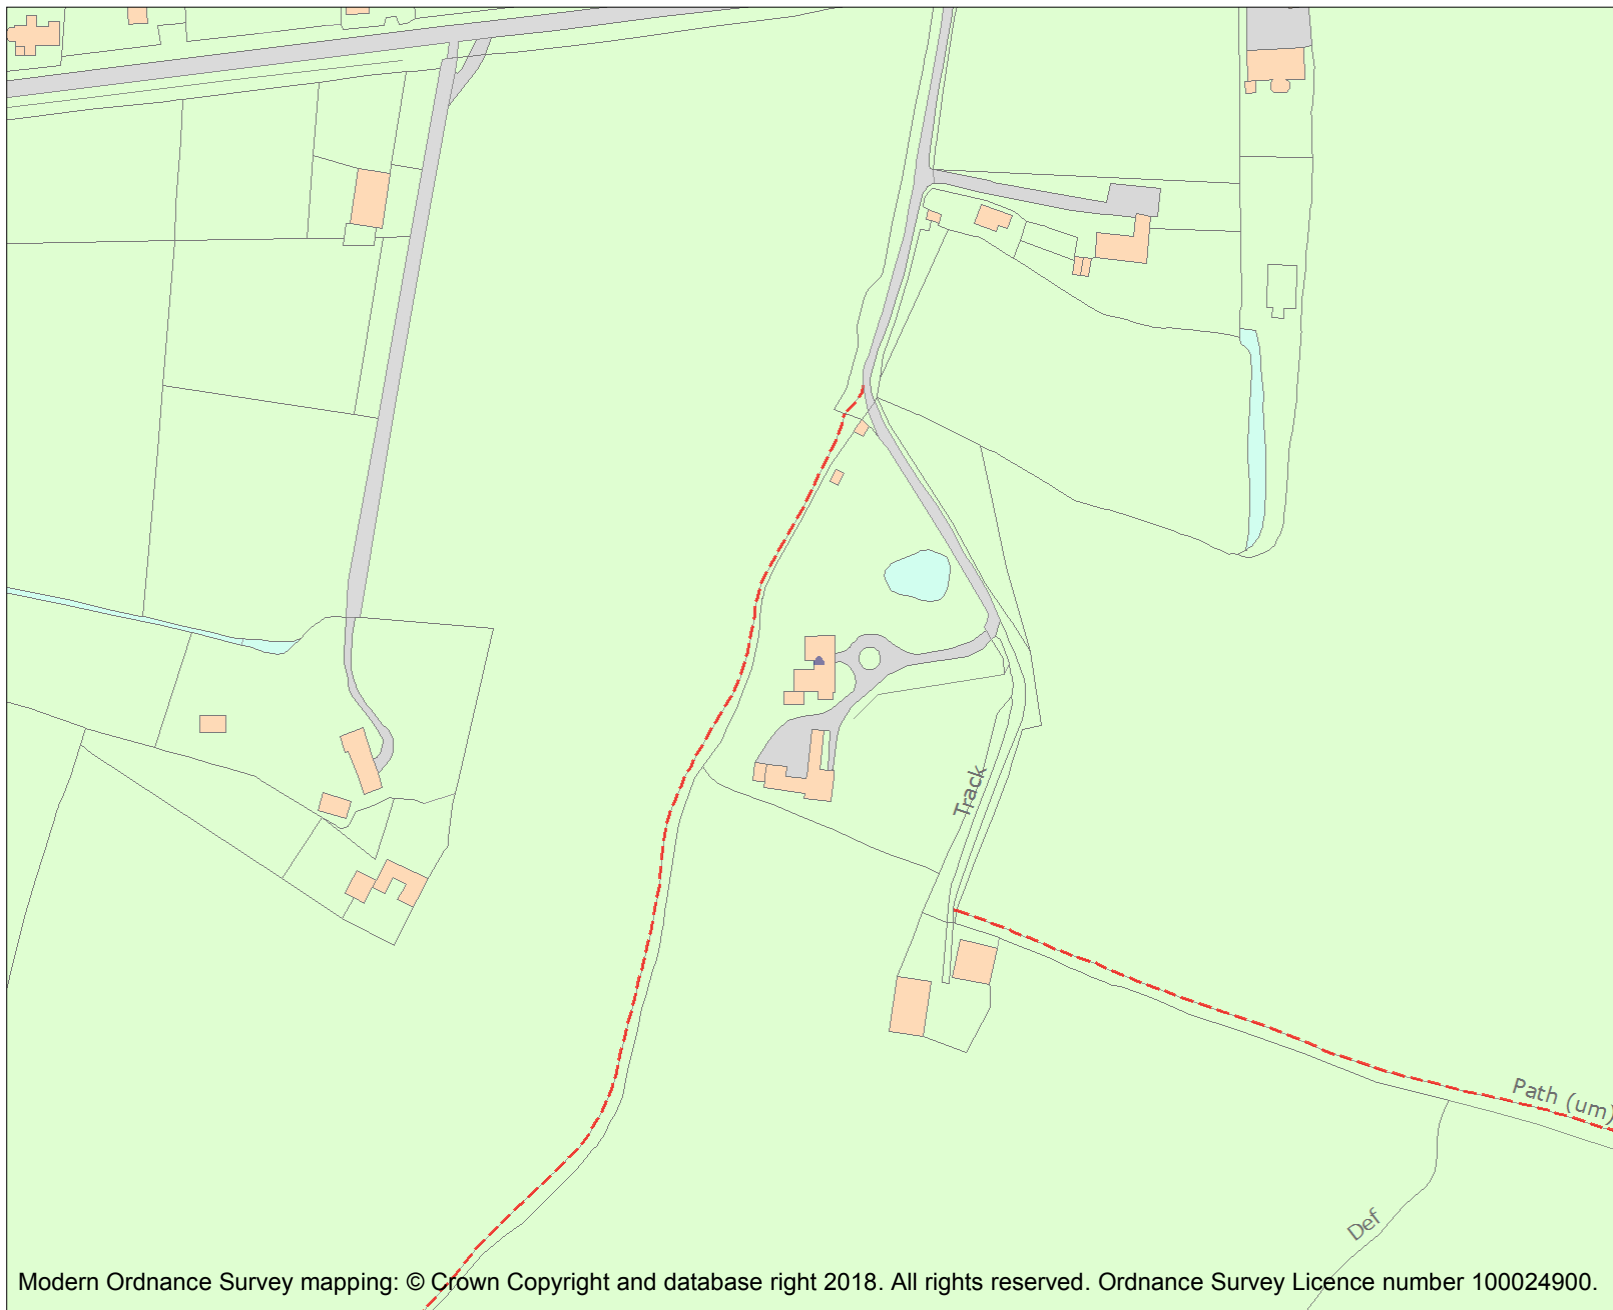 Track
Path (um)
Def
Modern Ordnance Survey mapping: © Crown Copyright and database right 2018. All rights reserved. Ordnance Survey Licence number 100024900.